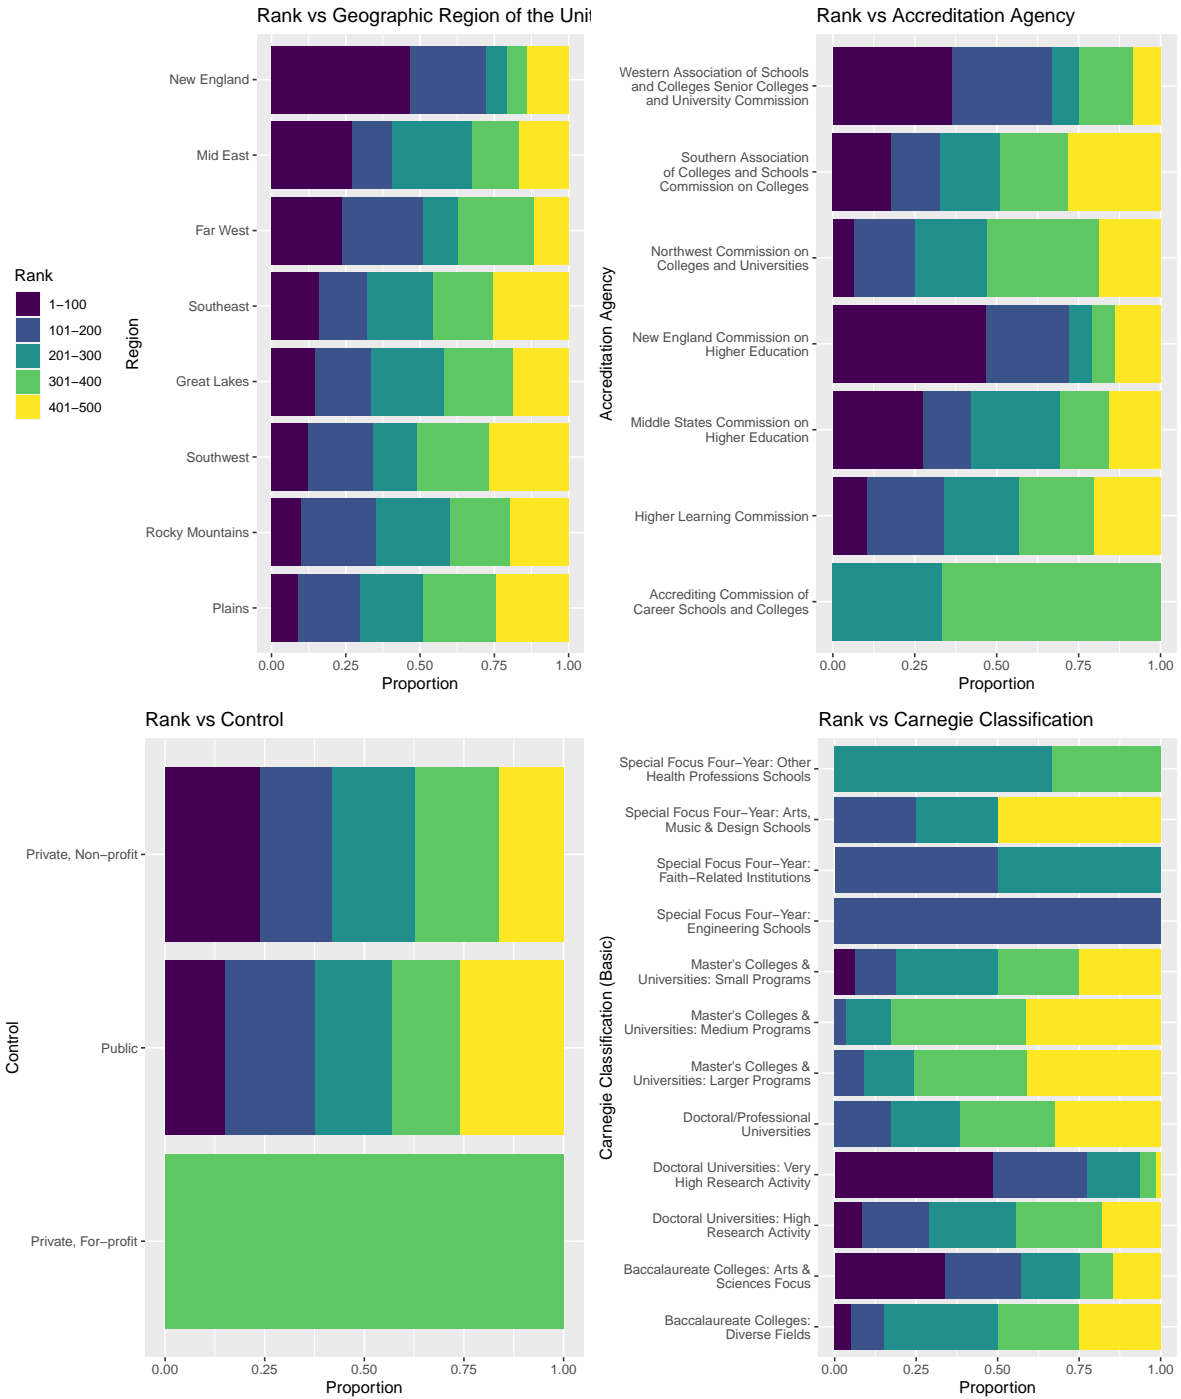 Rank vs Geographic Region of the Unit
New England
Mid East
Far West
Southeast
Great Lakes
Southwest
Rocky Mountains
Plains
Region
0.00 0.25 0.50 0.75 1.00
Proportion
Rank
1−100
101−200
201−300
301−400
401−500
Rank vs Accreditation Agency
Western Association of Schools
and Colleges Senior Colleges
and University Commission
Southern Association
of Colleges and Schools
Commission on Colleges
Northwest Commission on
Colleges and Universities
New England Commission on
Higher Education
Middle States Commission on
Higher Education
Higher Learning Commission
Accrediting Commission of
Career Schools and Colleges
Accreditation Agency
0.00 0.25 0.50 0.75 1.00
Proportion
Rank vs Control
Private, Non−profit
Public
Private, For−profit
Control
0.00 0.25 0.50 0.75 1.00
Proportion
Rank vs Carnegie Classification
Special Focus Four−Year: Other
Health Professions Schools
Special Focus Four−Year: Arts,
Music & Design Schools
Special Focus Four−Year:
Faith−Related Institutions
Special Focus Four−Year:
Engineering Schools
Master's Colleges &
Universities: Small Programs
Master's Colleges &
Universities: Medium Programs
Master's Colleges &
Universities: Larger Programs
Doctoral/Professional
Universities
Doctoral Universities: Very
High Research Activity
Doctoral Universities: High
Research Activity
Baccalaureate Colleges: Arts &
Sciences Focus
Baccalaureate Colleges:
Diverse Fields
Carnegie Classification (Basic)
0.00 0.25 0.50 0.75 1.00
Proportion